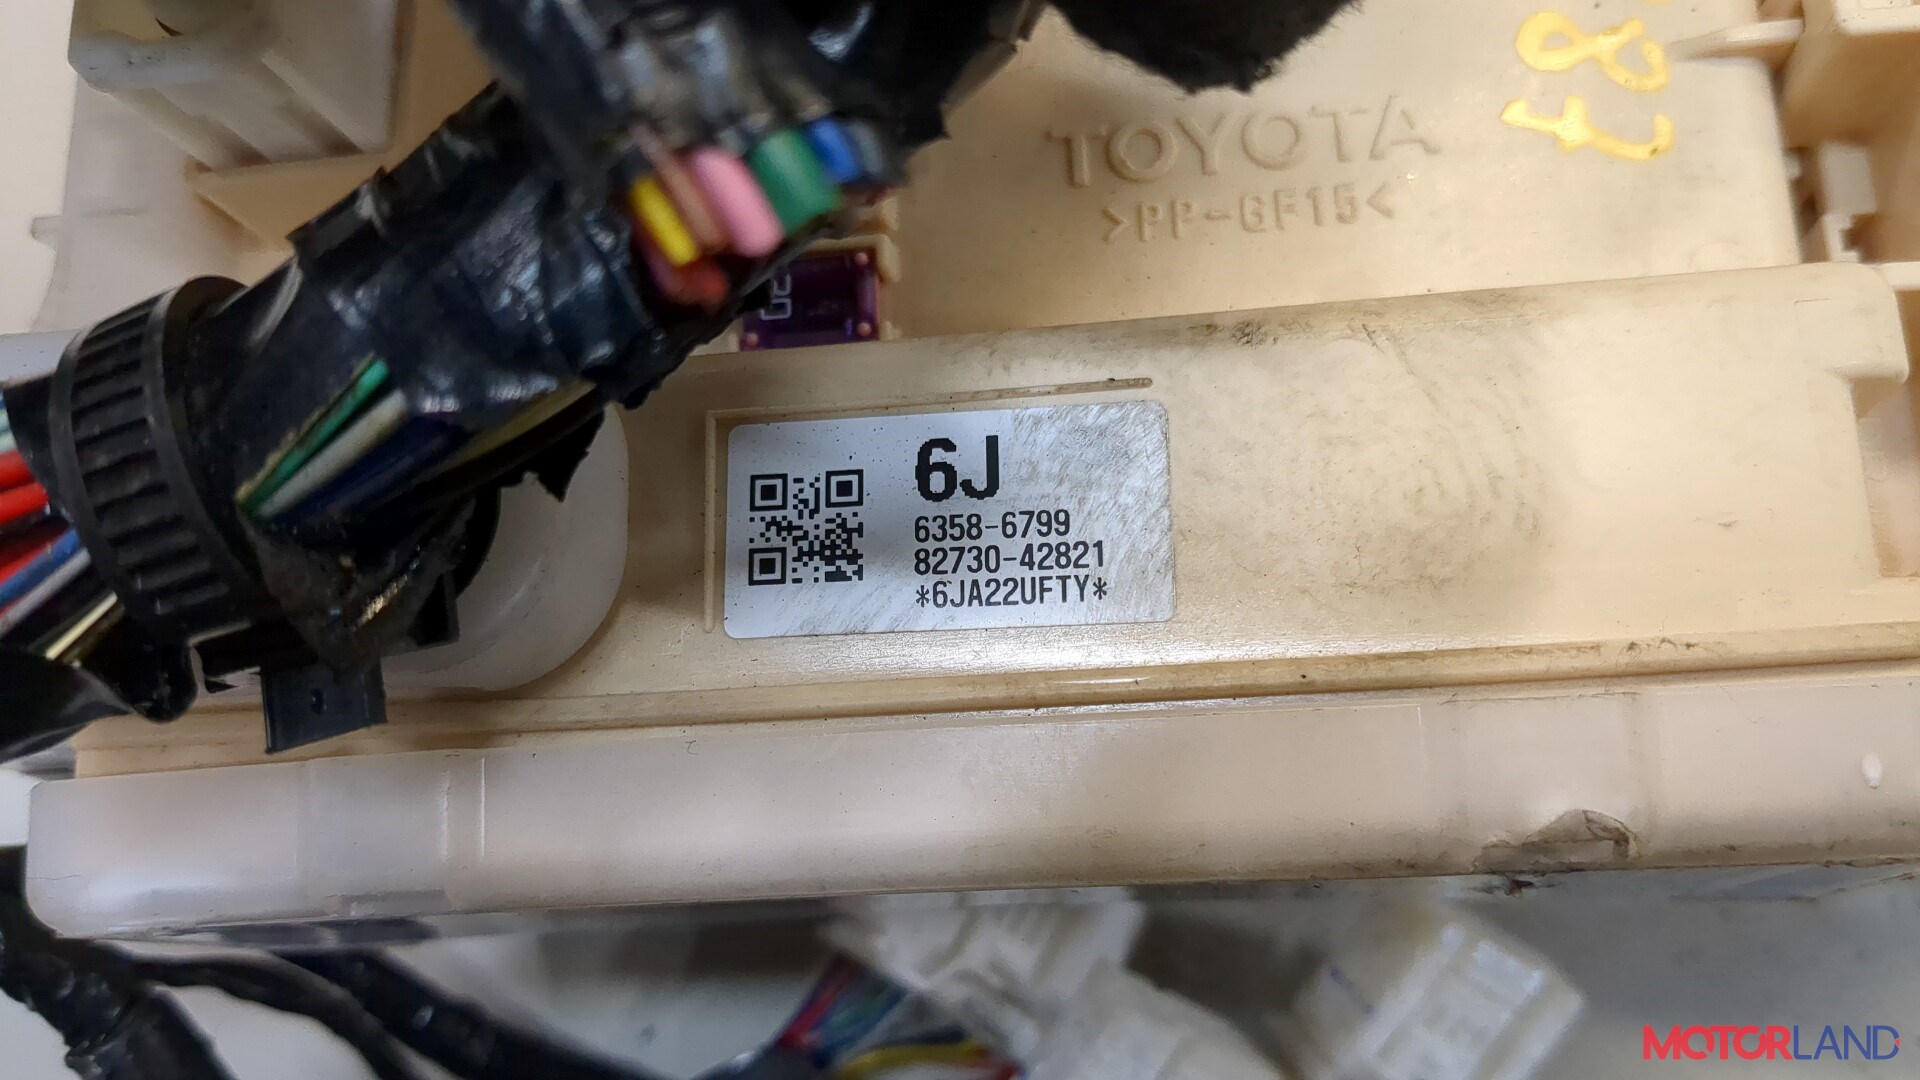 TOYOTA
>PP-GF15<
6J
6358-6799
82730-42821
*6JA22UFTY*
MOTORLAND